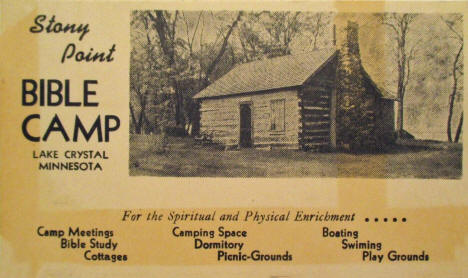 Stony
Point
BIBLE
CAMP
LAKE CRYSTAL
MINNESOTA
For the Spiritual and Physical Enrichment . . . . .
Camp Meetings Camping Space Boating
Bible Study Dormitory Swiming
Cottages Picnic-Grounds Play Grounds